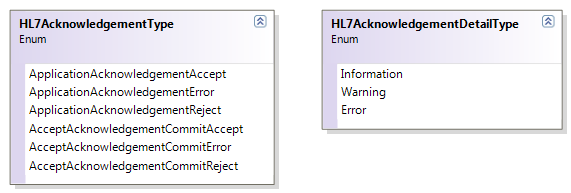 HL7AcknowledgementType
Enum
ApplicationAcknowledgementAccept
ApplicationAcknowledgementError
ApplicationAcknowledgementReject
AcceptAcknowledgementCommitAccept
AcceptAcknowledgementCommitError
AcceptAcknowledgementCommitReject
HL7AcknowledgementDetailType
Enum
Information
Warning
Error